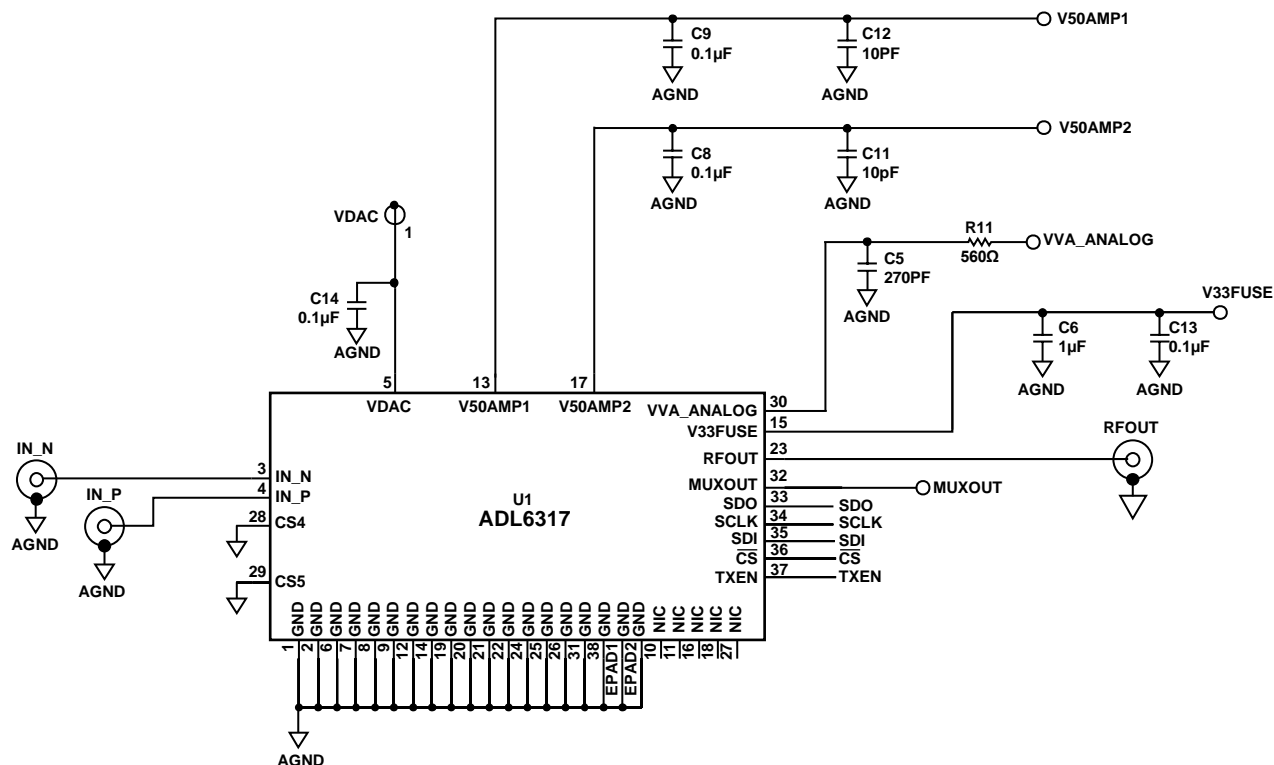 V50AMP1
C9
0.1µF
C12
10PF
AGND
AGND
V50AMP2
C8
0.1µF
C11
10pF
AGND
AGND
VDAC
1
R11
560Ω
VVA_ANALOG
C5
270PF
AGND
C14
0.1µF
AGND
V33FUSE
C6
1µF
C13
0.1µF
AGND
AGND
5
13
17
VDAC
V50AMP1
V50AMP2
VVA_ANALOG
30
V33FUSE
15
RFOUT
23
RFOUT
MUXOUT
32
MUXOUT
SDO
33
SDO
SCLK
34
SCLK
SDI
35
SDI
CS
36
CS
TXEN
37
TXEN
IN_N
3
IN_N
IN_P
4
IN_P
28
CS4
AGND
AGND
29
CS5
U1
ADL6317
GND GND GND GND GND GND GND GND GND GND GND GND GND GND GND GND GND GND GND NIC NIC NIC NIC NIC
1 2 6 7 8 9 12 14 19 20 21 22 24 25 26 31 38 EPAD1 EPAD2 10 11 16 18 27
AGND